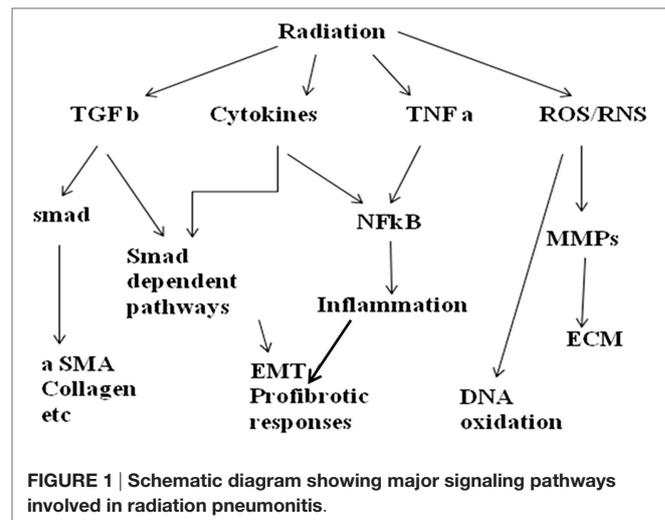 Radiation
TGF b
Cytokines
TNF a
ROS/RNS
smad
Smad
dependent
pathways
NFkB
MMPs
Inflammation
ECM
a SMA
Collagen
etc
EMT
Profibrotic
responses
DNA
oxidation
FIGURE 1 | Schematic diagram showing major signaling pathways
involved in radiation pneumonitis.